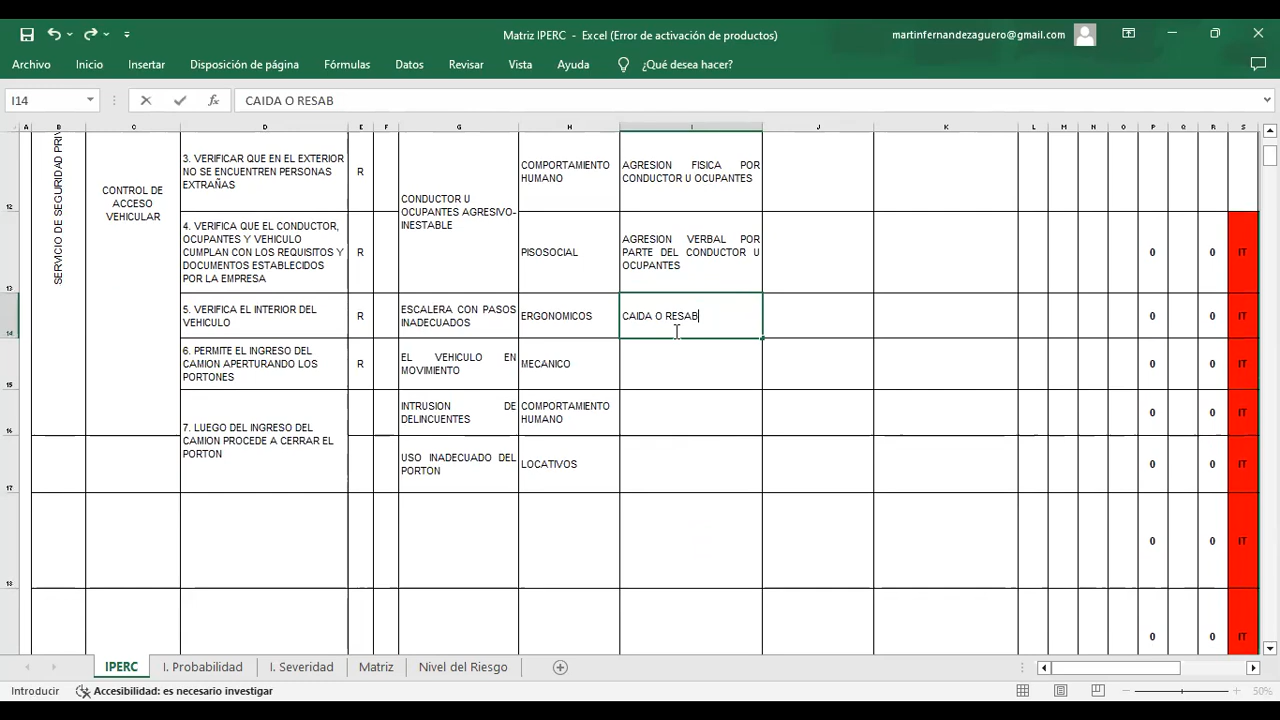 Matriz IPERC - Excel (Error de activación de productos)
martinfernandezaguero@gmail.com
Archivo Inicio Insertar Disposición de página Fórmulas Datos Revisar Vista Ayuda ¿Qué desea hacer?
I14 fx CAIDA O RESAB
A B C D E F G H I J K L M N O P Q R S
SERVICIO DE SEGURIDAD PRIV
CONTROL DE
ACCESO
VEHICULAR
12
3. VERIFICAR QUE EN EL EXTERIOR
NO SE ENCUENTREN PERSONAS
EXTRAÑAS
R
CONDUCTOR U
OCUPANTES AGRESIVO-
INESTABLE
COMPORTAMIENTO
HUMANO
AGRESION FISICA POR
CONDUCTOR U OCUPANTES
13
4. VERIFICA QUE EL CONDUCTOR,
OCUPANTES Y VEHICULO
CUMPLAN CON LOS REQUISITOS Y
DOCUMENTOS ESTABLECIDOS
POR LA EMPRESA
R
PISOSOCIAL
AGRESION VERBAL POR
PARTE DEL CONDUCTOR U
OCUPANTES
0 0 IT
14
5. VERIFICA EL INTERIOR DEL
VEHICULO
R
ESCALERA CON PASOS
INADECUADOS
ERGONOMICOS
CAIDA O RESAB
0 0 IT
15
6. PERMITE EL INGRESO DEL
CAMION APERTURANDO LOS
PORTONES
R
EL VEHICULO EN
MOVIMIENTO
MECANICO
0 0 IT
16
7. LUEGO DEL INGRESO DEL
CAMION PROCEDE A CERRAR EL
PORTON
INTRUSION DE
DELINCUENTES
COMPORTAMIENTO
HUMANO
0 0 IT
17
USO INADECUADO DEL
PORTON
LOCATIVOS
0 0 IT
18
0 0 IT
0 0 IT
IPERC I. Probabilidad I. Severidad Matriz Nivel del Riesgo
Introducir Accesibilidad: es necesario investigar 50%